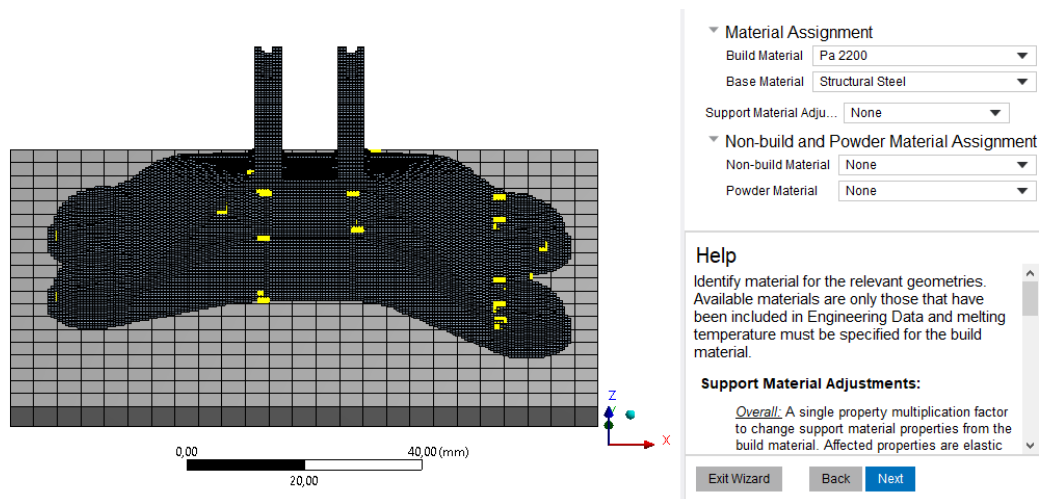 Material Assignment
Build Material Pa 2200
Base Material Structural Steel
Support Material Adju... None
Non-build and Powder Material Assignment
Non-build Material None
Powder Material None
Help
Identify material for the relevant geometries.
Available materials are only those that have
been included in Engineering Data and melting
temperature must be specified for the build
material.
Support Material Adjustments:
Overall: A single property multiplication factor
to change support material properties from the
build material. Affected properties are elastic
Exit Wizard Back Next
Z
X
0,00 40,00 (mm)
20,00